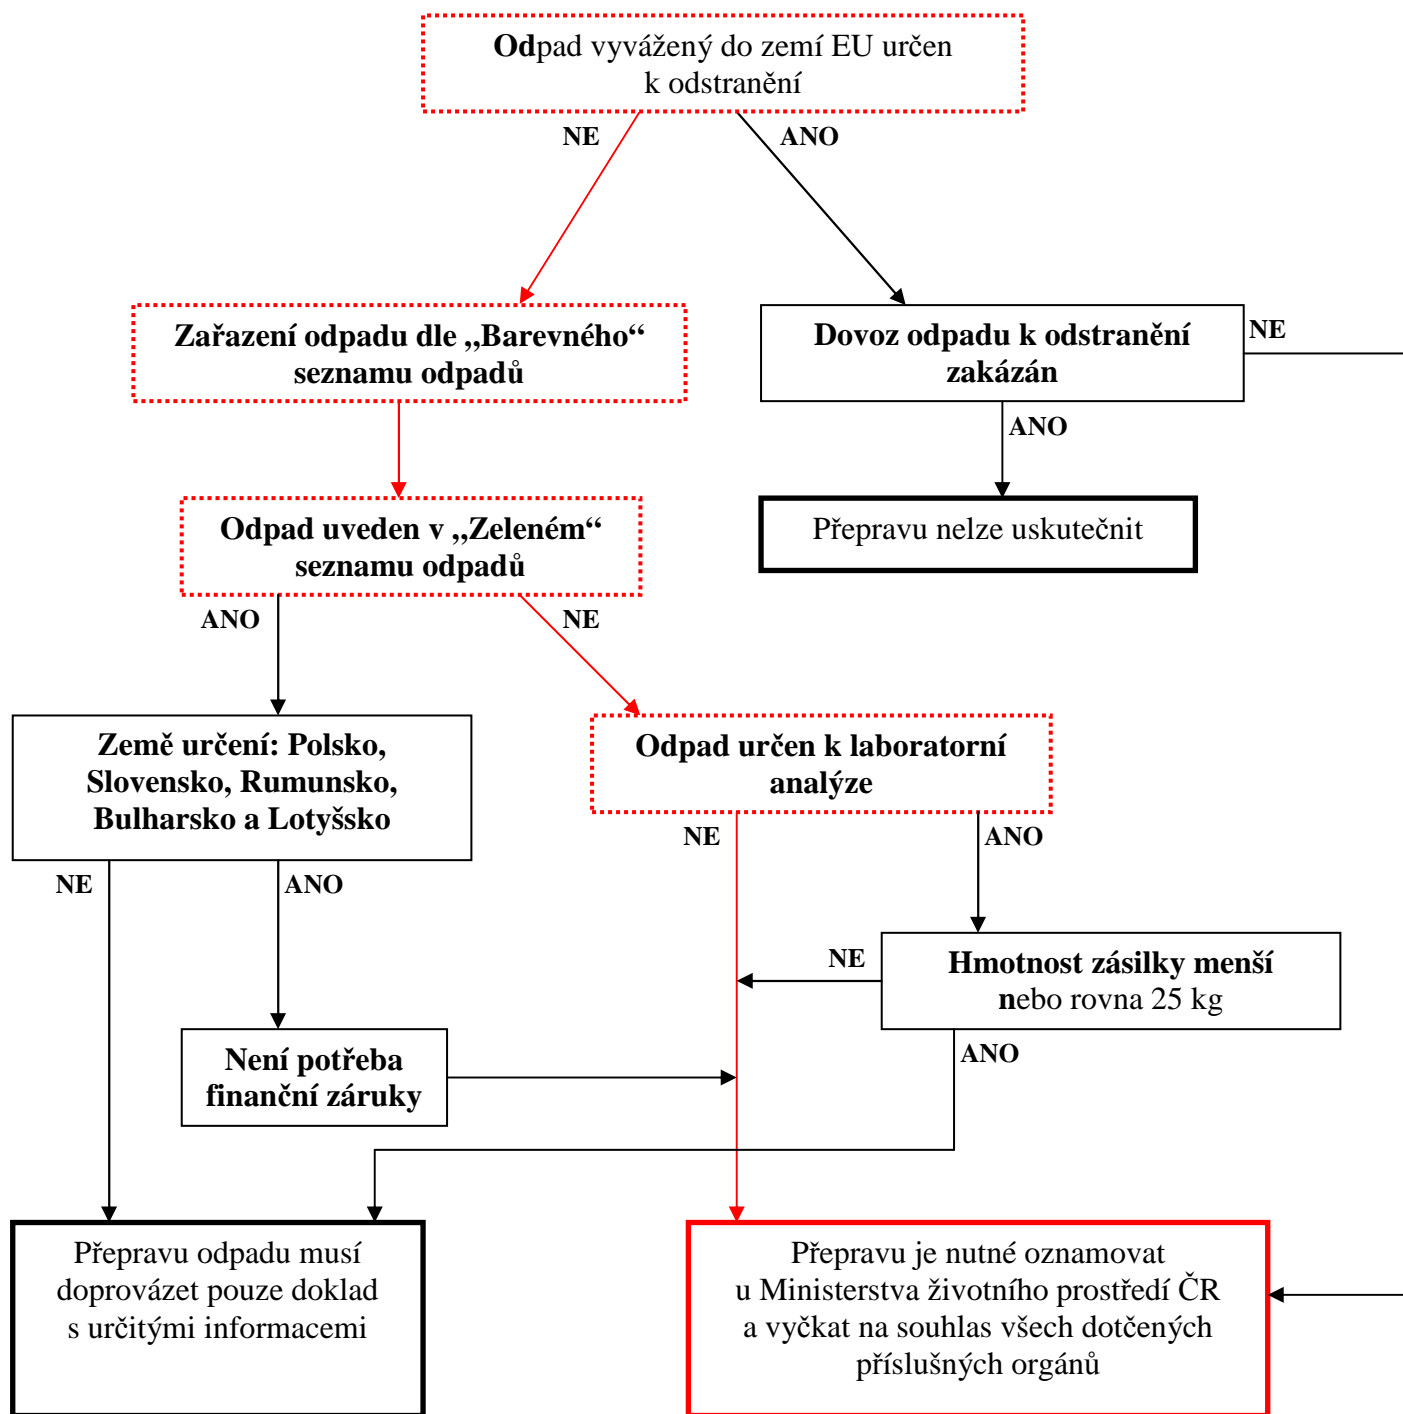 Odpad vyvážený do zemí EU určen
k odstranění
NE
ANO
Zařazení odpadu dle „Barevného“
seznamu odpadů
Dovoz odpadu k odstranění
zakázán
NE
ANO
Odpad uveden v „Zeleném“
seznamu odpadů
Přepravu nelze uskutečnit
ANO
NE
Země určení: Polsko,
Slovensko, Rumunsko,
Bulharsko a Lotyšsko
Odpad určen k laboratorní
analýze
NE
ANO
NE
ANO
Hmotnost zásilky menší
nebo rovna 25 kg
NE
ANO
Není potřeba
finanční záruky
Přepravu odpadu musí
doprovázet pouze doklad
s určitými informacemi
Přepravu je nutné oznamovat
u Ministerstva životního prostředí ČR
a vyčkat na souhlas všech dotčených
příslušných orgánů